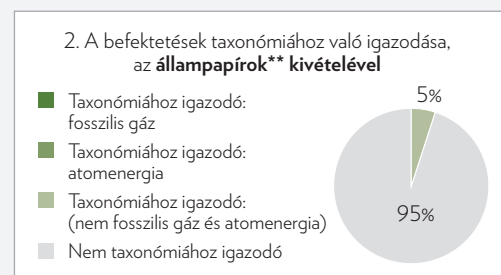 2. A befektetések taxonómiához való igazodása,
az állampapírok** kivételével
Taxonómiához igazodó:
fosszilis gáz
Taxonómiához igazodó:
atomenergia
Taxonómiához igazodó:
(nem fosszilis gáz és atomenergia)
Nem taxonómiához igazodó
5%
95%